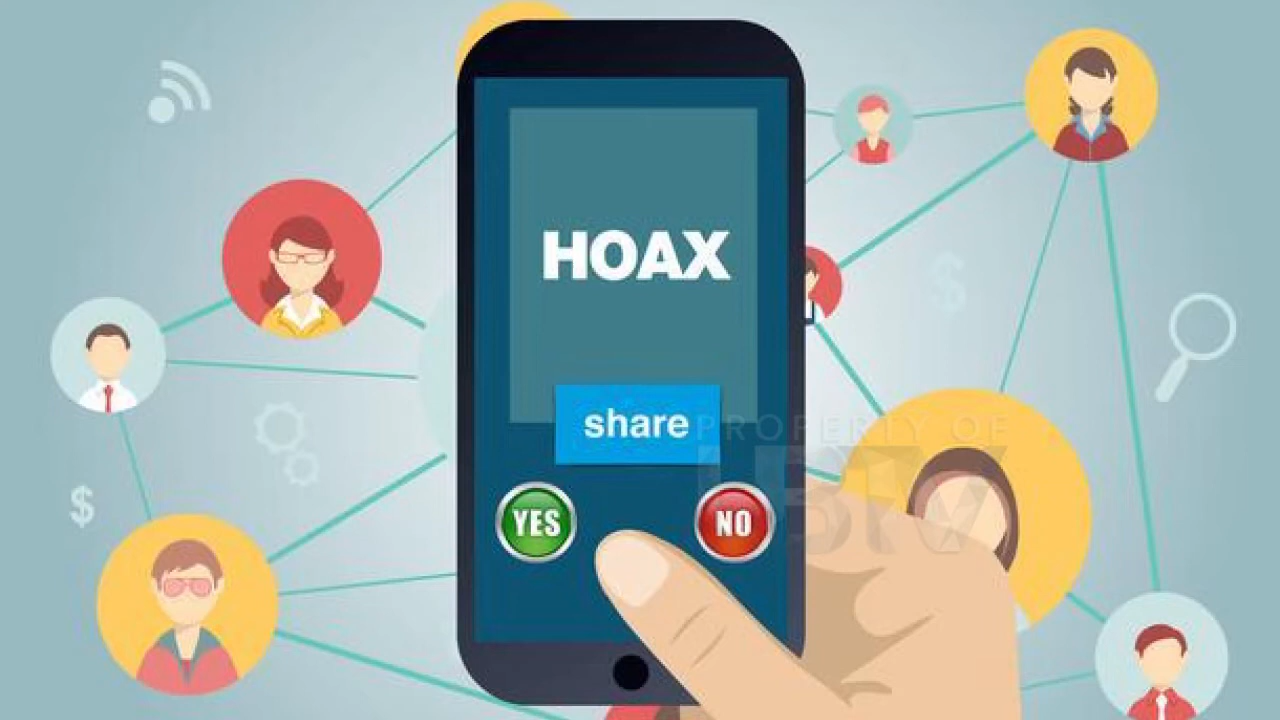 HOAX
share
YES
NO
PROPERTY OF